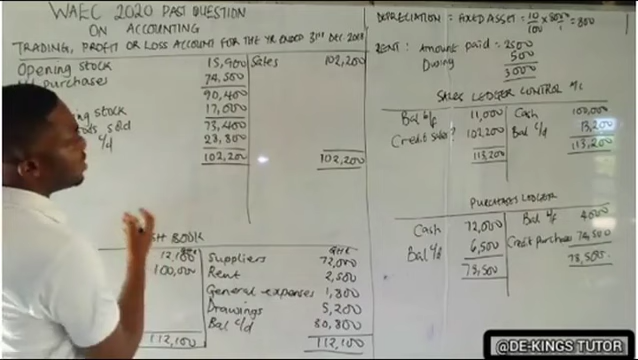 WAEC 2020 PAST QUESTION
ON ACCOUNTING
TRADING, PROFIT OR LOSS ACCOUNT FOR THE YR ENDED 31ST DEC
Opening stock 15,900 Sales 102,200
purchases 74,500
90,400
stock 17,000
sold 73,400
c/d 28,800
102,200 102,200
BOOK
12,100 Suppliers 72,000
100,000 Rent 2,500
General expenses 1,800
Drawings 5,200
Bal c/d 30,800
112,100 112,100
DEPRECIATION = FIXED ASSET = 10/100 x = 800
RENT: Amount paid = 2500
Owing 500
3000
SALES LEDGER CONTROL A/C
Bal b/f 11,000 Cash 100,000
Credit sales? 102,200 Bal c/d 13,200
113,200 113,200
PURCHASES LEDGER
Cash 72,000 Bal b/f 4000
Bal c/d 6,500 Credit purchase 74,500
78,500 78,500
@DE-KINGS TUTOR